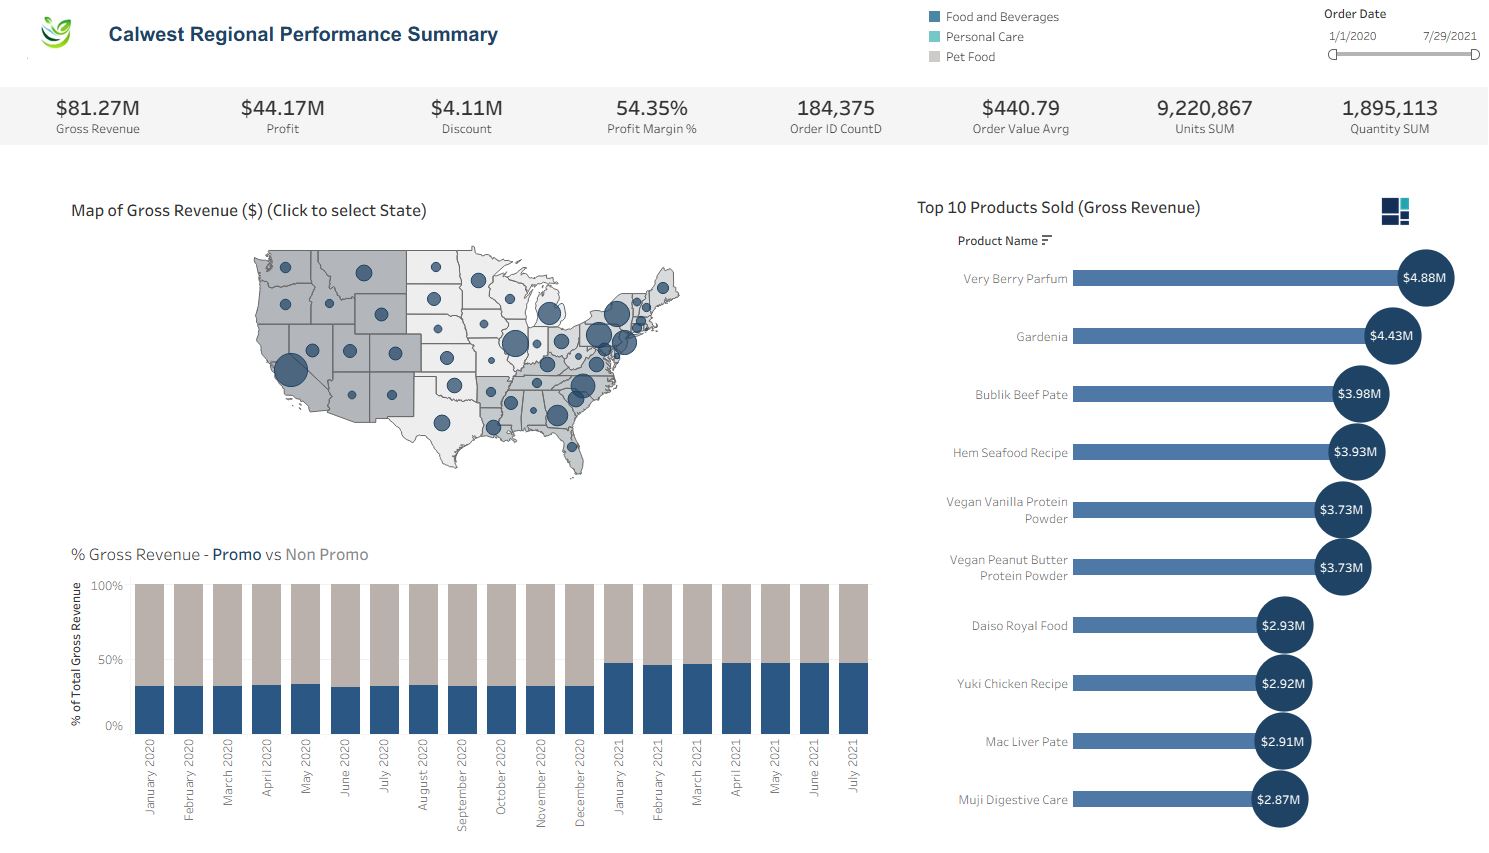 Calwest Regional Performance Summary
Food and Beverages
Personal Care
Pet Food
Order Date
1/1/2020 7/29/2021
$81.27M
Gross Revenue
$44.17M
Profit
$4.11M
Discount
54.35%
Profit Margin %
184,375
Order ID CountD
$440.79
Order Value Avrg
9,220,867
Units SUM
1,895,113
Quantity SUM
Map of Gross Revenue ($) (Click to select State)
% Gross Revenue - Promo vs Non Promo
% of Total Gross Revenue
100%
50%
0%
January 2020
February 2020
March 2020
April 2020
May 2020
June 2020
July 2020
August 2020
September 2020
October 2020
November 2020
December 2020
January 2021
February 2021
March 2021
April 2021
May 2021
June 2021
July 2021
Top 10 Products Sold (Gross Revenue)
Product Name
Very Berry Parfum $4.88M
Gardenia $4.43M
Bublik Beef Pate $3.98M
Hem Seafood Recipe $3.93M
Vegan Vanilla Protein
Powder $3.73M
Vegan Peanut Butter
Protein Powder $3.73M
Daiso Royal Food $2.93M
Yuki Chicken Recipe $2.92M
Mac Liver Pate $2.91M
Muji Digestive Care $2.87M